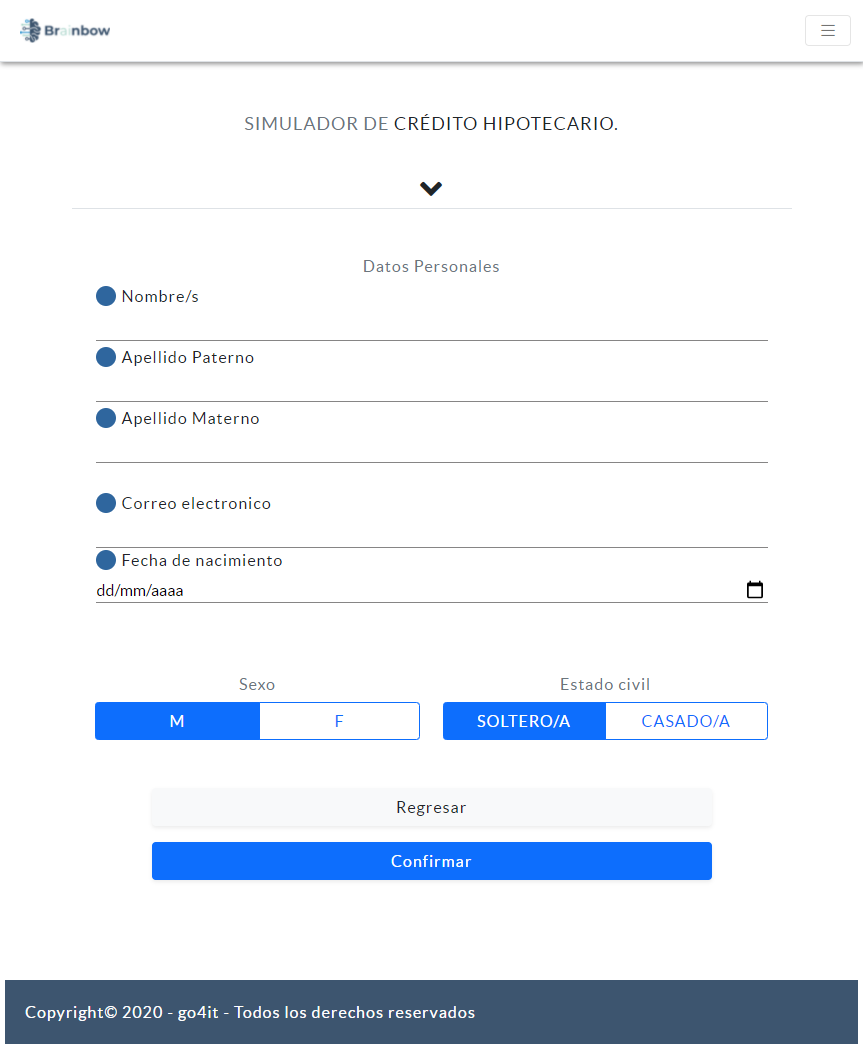 Brainbow
SIMULADOR DE CRÉDITO HIPOTECARIO.
Datos Personales
Nombre/s
Apellido Paterno
Apellido Materno
Correo electronico
Fecha de nacimiento
dd/mm/aaaa
Sexo Estado civil
M F SOLTERO/A CASADO/A
Regresar
Confirmar
Copyright© 2020 - go4it - Todos los derechos reservados